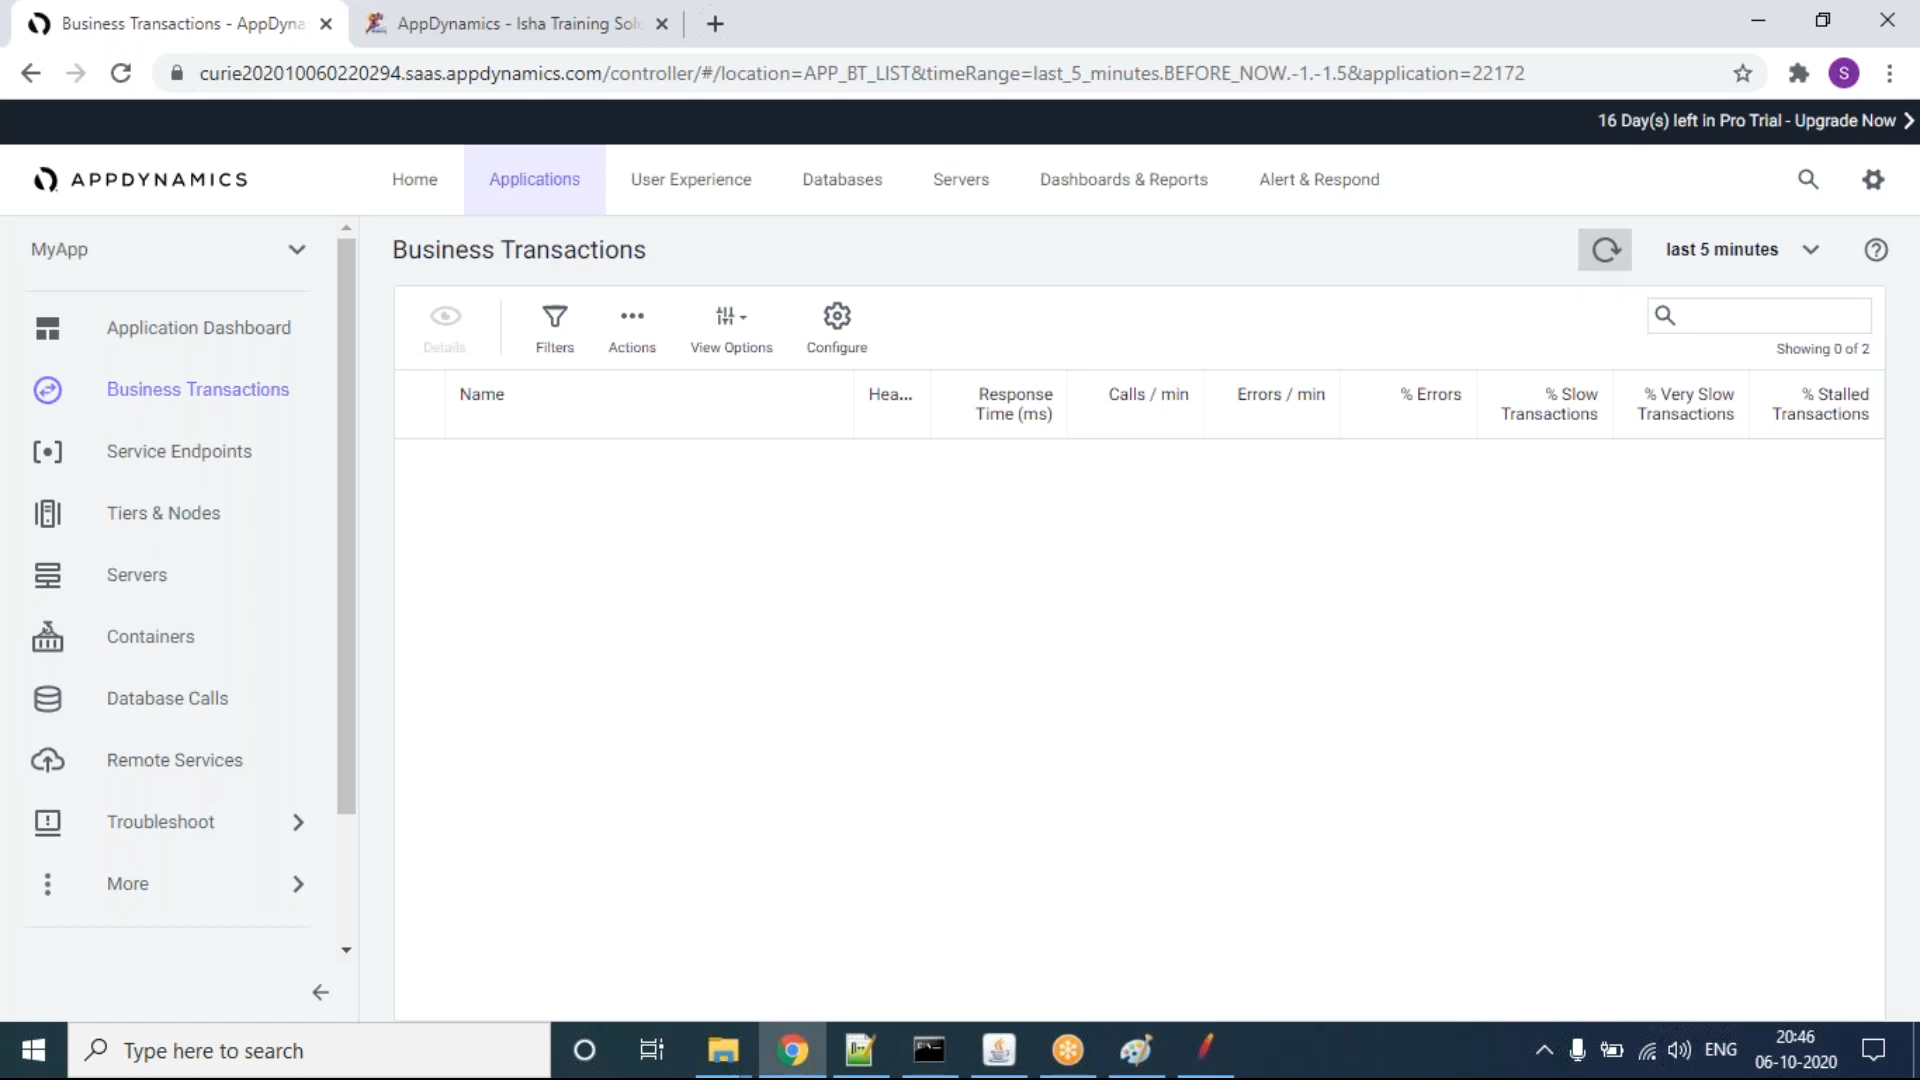 Business Transactions - AppDyna
AppDynamics - Isha Training Solu
curie202010060220294.saas.appdynamics.com/controller/#/location=APP_BT_LIST&timeRange=last_5_minutes.BEFORE_NOW.-1.-1.5&application=22172
S
16 Day(s) left in Pro Trial - Upgrade Now
APPDYNAMICS
Home
Applications
User Experience
Databases
Servers
Dashboards & Reports
Alert & Respond
MyApp
Business Transactions
last 5 minutes
Application Dashboard
Business Transactions
Service Endpoints
Tiers & Nodes
Servers
Containers
Database Calls
Remote Services
Troubleshoot
More
Details
Filters
Actions
View Options
Configure
Showing 0 of 2
Name
Hea...
Response
Time (ms)
Calls / min
Errors / min
% Errors
% Slow
Transactions
% Very Slow
Transactions
% Stalled
Transactions
Type here to search
ENG
20:46
06-10-2020